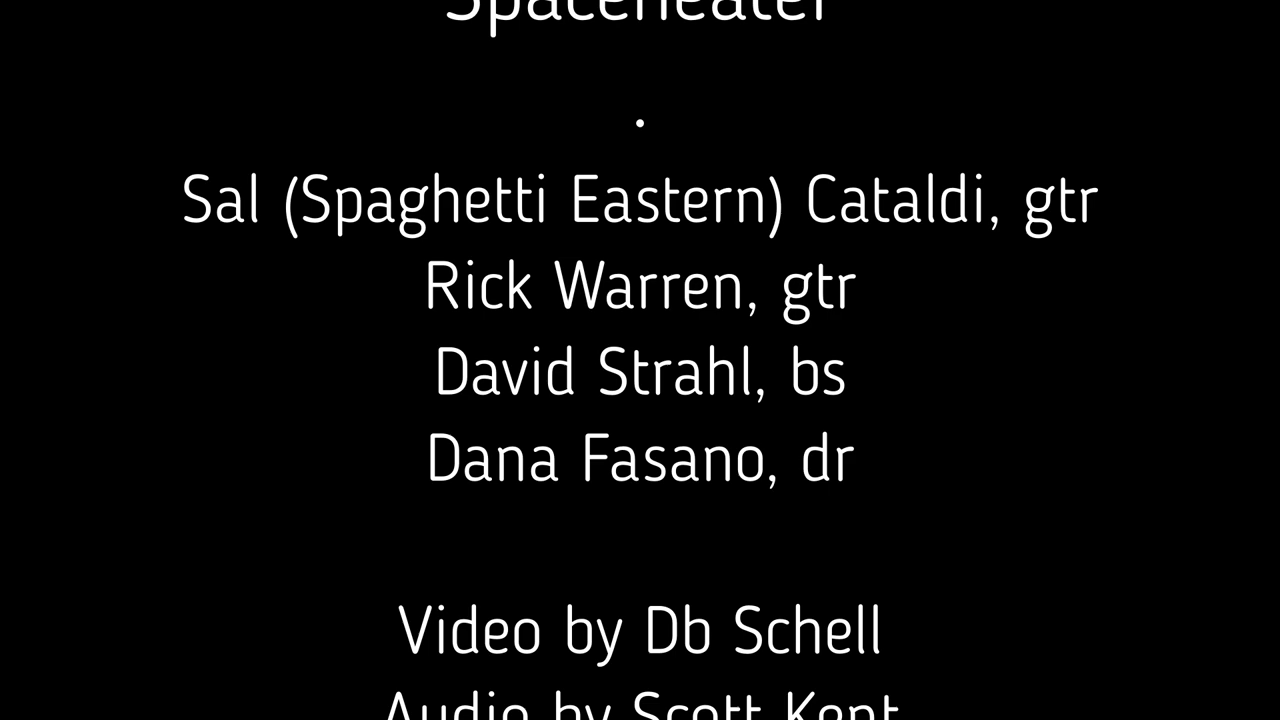 Spaceheater
.
Sal (Spaghetti Eastern) Cataldi, gtr
Rick Warren, gtr
David Strahl, bs
Dana Fasano, dr
Video by Db Schell
Audio by Scott Kent